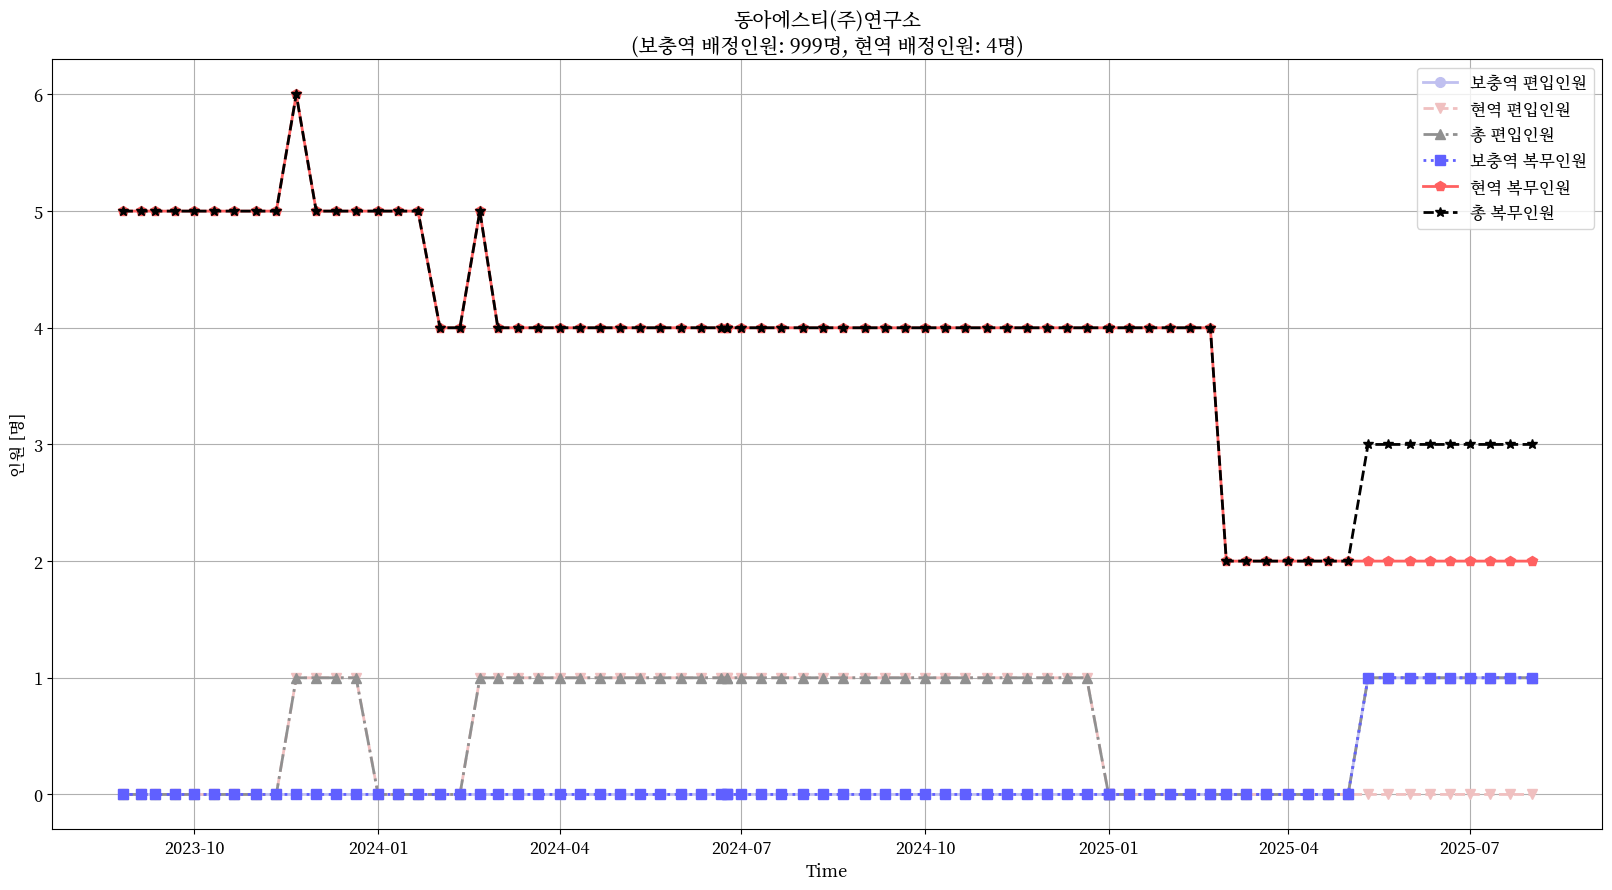 동아에스티(주)연구소
(보충역 배정인원: 999명, 현역 배정인원: 4명)
보충역 편입인원
현역 편입인원
총 편입인원
보충역 복무인원
현역 복무인원
총 복무인원
인원 [명]
6
5
4
3
2
1
0
2023-10 2024-01 2024-04 2024-07 2024-10 2025-01 2025-04 2025-07
Time